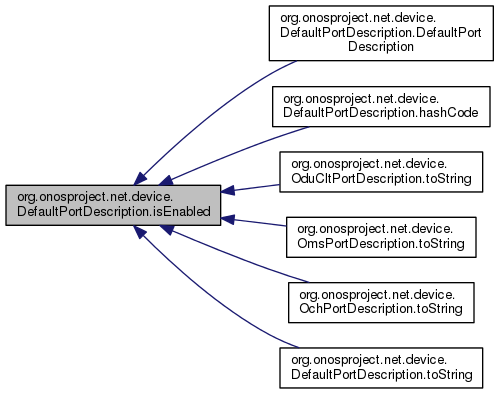 org.onosproject.net.device.
DefaultPortDescription.DefaultPort
Description
org.onosproject.net.device.
DefaultPortDescription.hashCode
org.onosproject.net.device.
OduCltPortDescription.toString
org.onosproject.net.device.
DefaultPortDescription.isEnabled
org.onosproject.net.device.
OmsPortDescription.toString
org.onosproject.net.device.
OchPortDescription.toString
org.onosproject.net.device.
DefaultPortDescription.toString